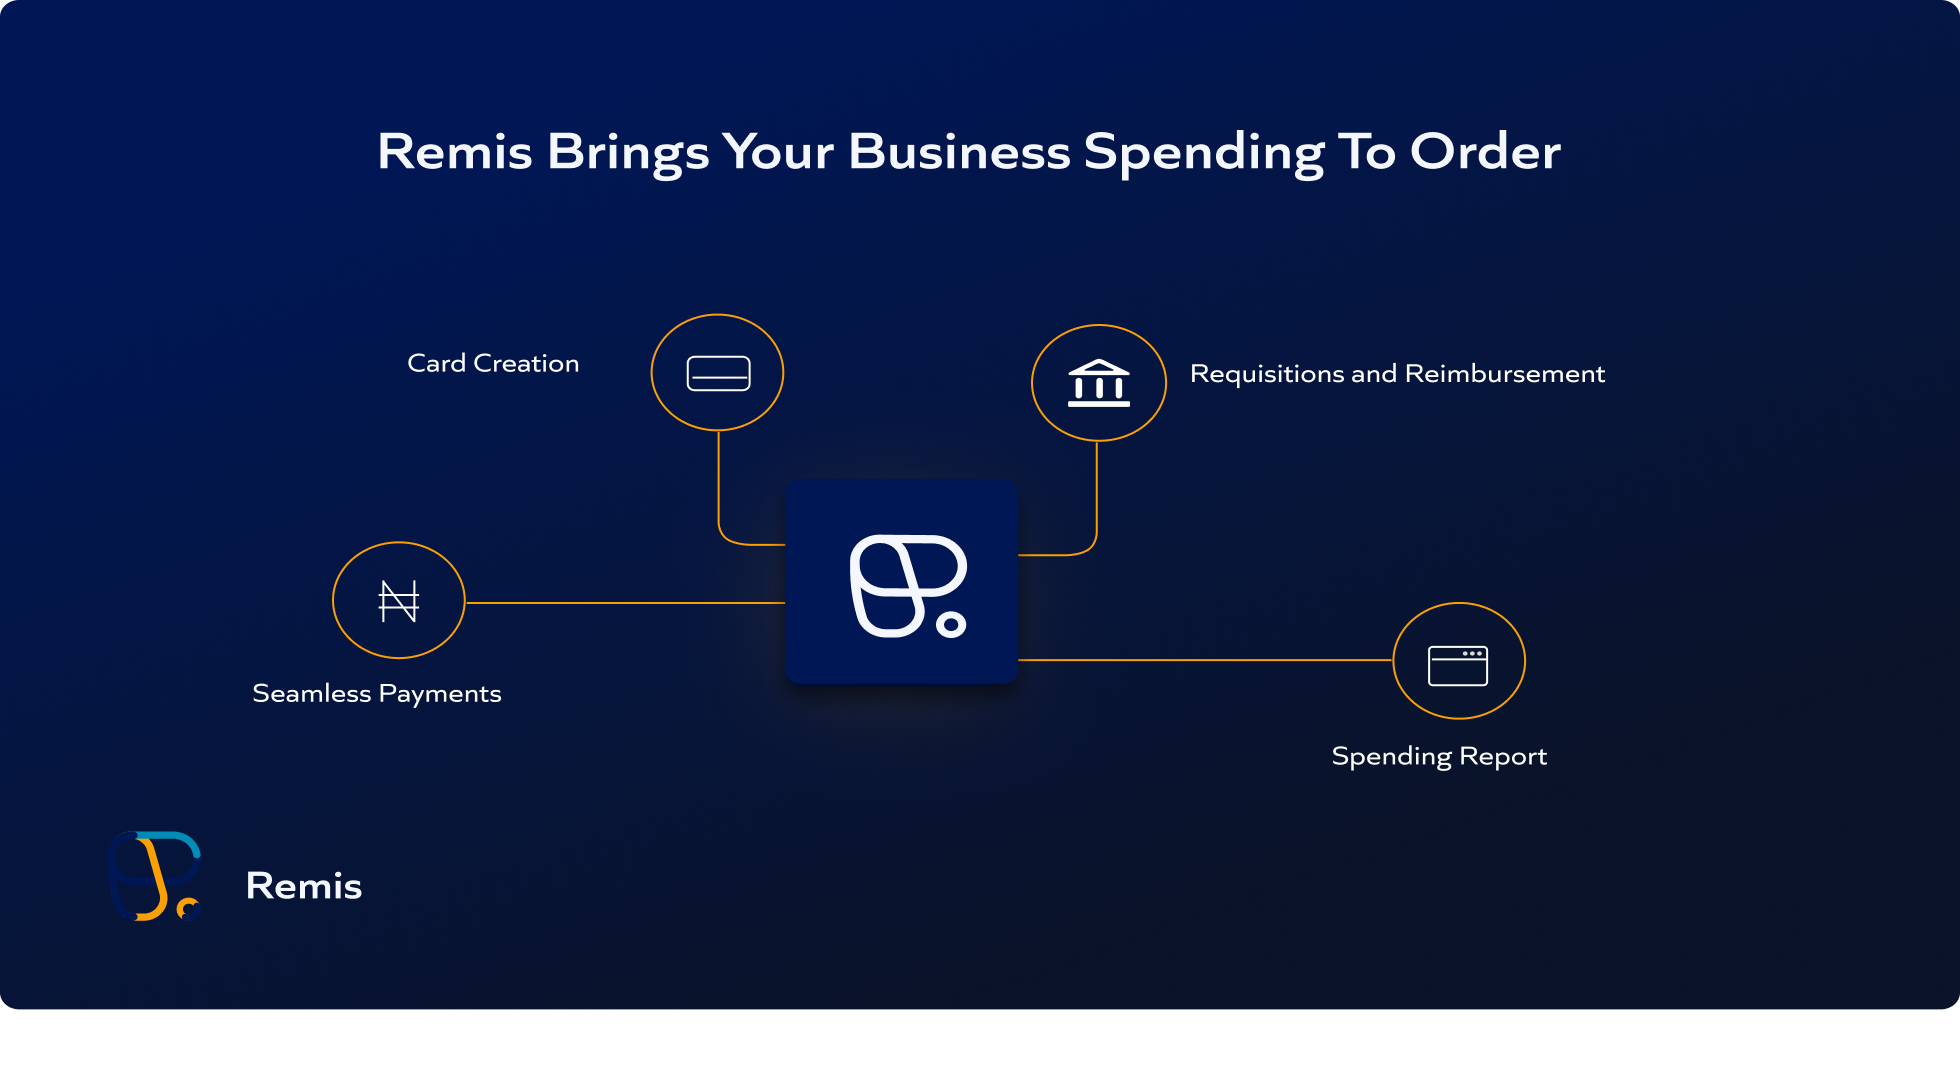 Remis Brings Your Business Spending To Order
Card Creation
Requisitions and Reimbursement
₦
Seamless Payments
Spending Report
Remis